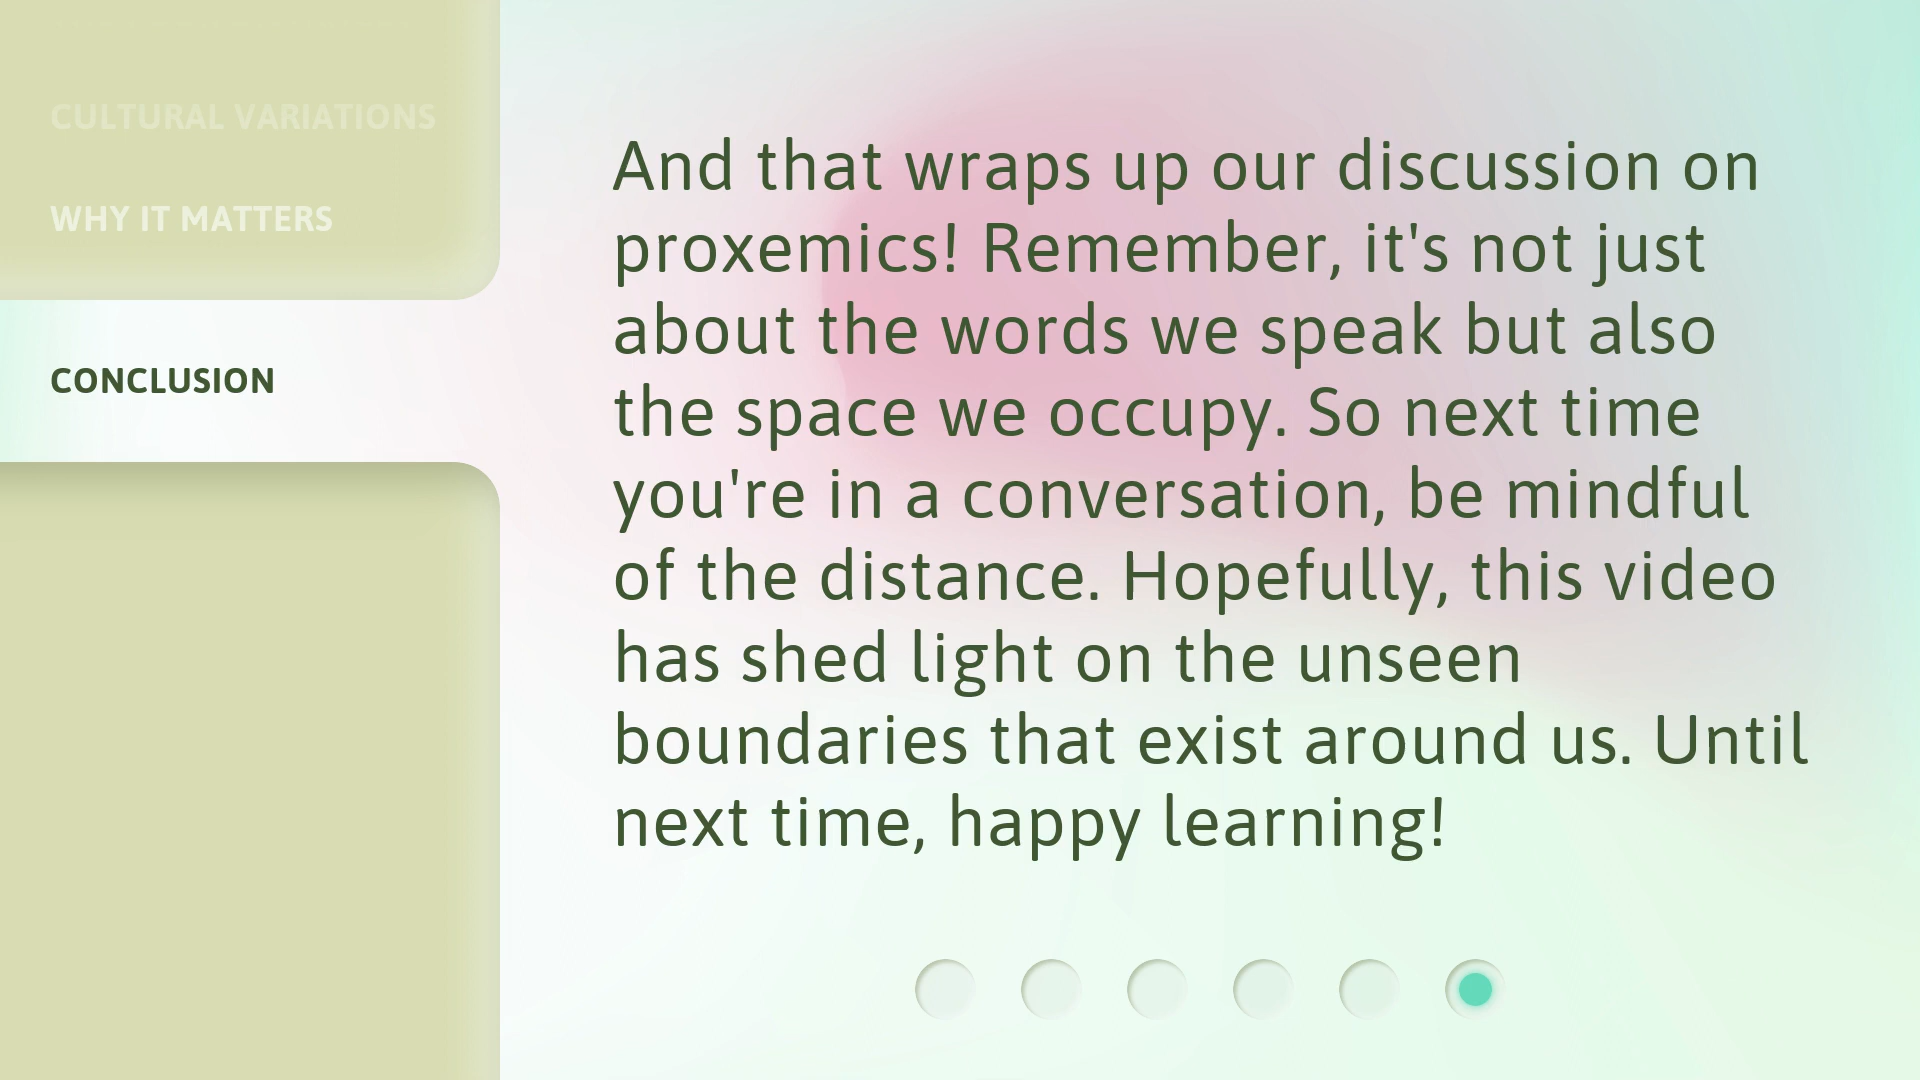 CULTURAL VARIATIONS
WHY IT MATTERS
CONCLUSION
And that wraps up our discussion on
proxemics! Remember, it's not just
about the words we speak but also
the space we occupy. So next time
you're in a conversation, be mindful
of the distance. Hopefully, this video
has shed light on the unseen
boundaries that exist around us. Until
next time, happy learning!